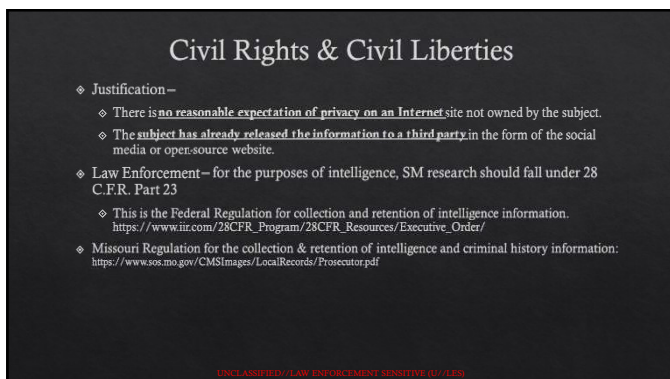 Civil Rights & Civil Liberties
Justification—
There is no reasonable expectation of privacy on an Internet site not owned by the subject.
The subject has already released the information to a third party in the form of the social
media or open-source website.
Law Enforcement– for the purposes of intelligence, SM research should fall under 28
C.F.R. Part 23
This is the Federal Regulation for collection and retention of intelligence information.
https://www.iir.com/28CFR_Program/28CFR_Resources/Executive_Order/
Missouri Regulation for the collection & retention of intelligence and criminal history information:
https://www.sos.mo.gov/CMSImages/LocalRecords/Prosecutor.pdf
UNCLASSIFIED//LAW ENFORCEMENT SENSITIVE (U//LES)